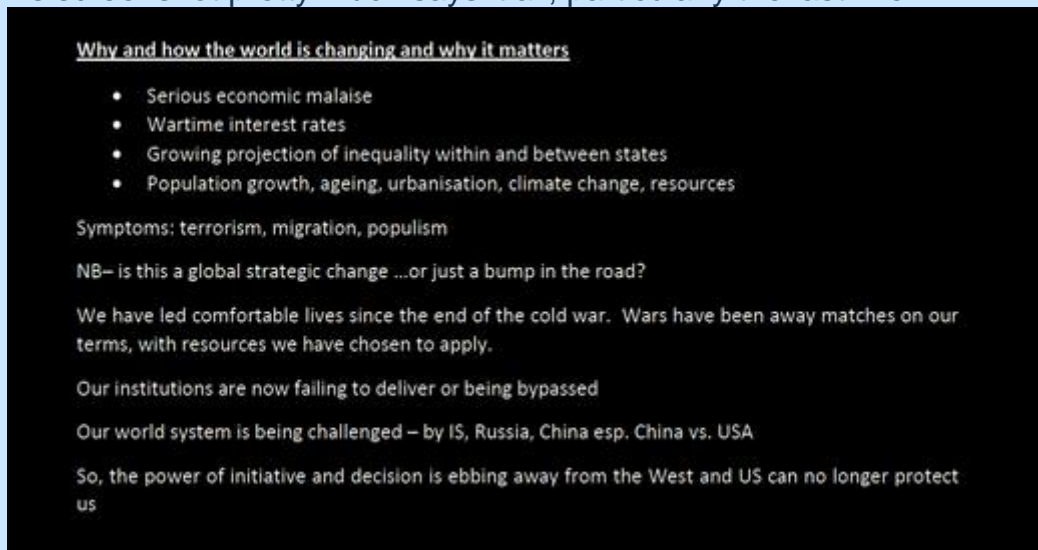 Why and how the world is changing and why it matters
• Serious economic malaise
• Wartime interest rates
• Growing projection of inequality within and between states
• Population growth, ageing, urbanisation, climate change, resources
Symptoms: terrorism, migration, populism
NB– is this a global strategic change ...or just a bump in the road?
We have led comfortable lives since the end of the cold war.  Wars have been away matches on our
terms, with resources we have chosen to apply.
Our institutions are now failing to deliver or being bypassed
Our world system is being challenged – by IS, Russia, China esp. China vs. USA
So, the power of initiative and decision is ebbing away from the West and US can no longer protect
us